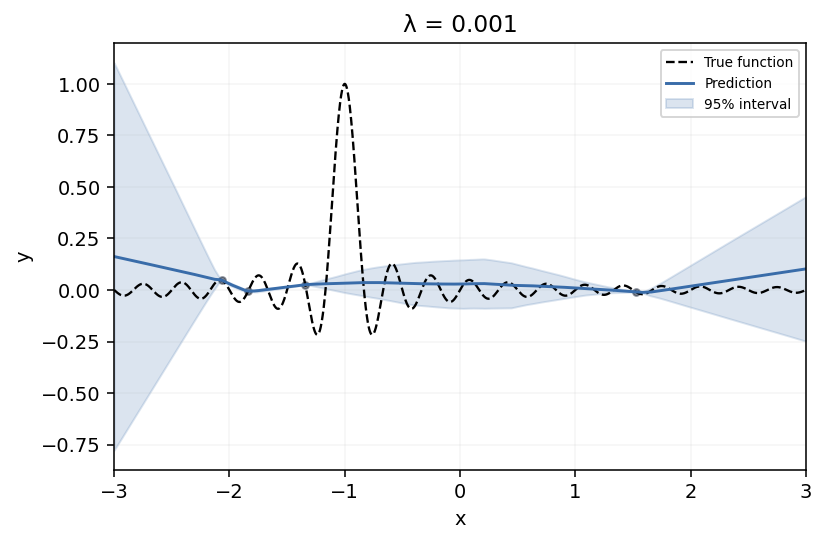 λ = 0.001
True function
Prediction
95% interval
1.00
0.75
0.50
0.25
0.00
−0.25
−0.50
−0.75
y
−3
−2
−1
0
1
2
3
x